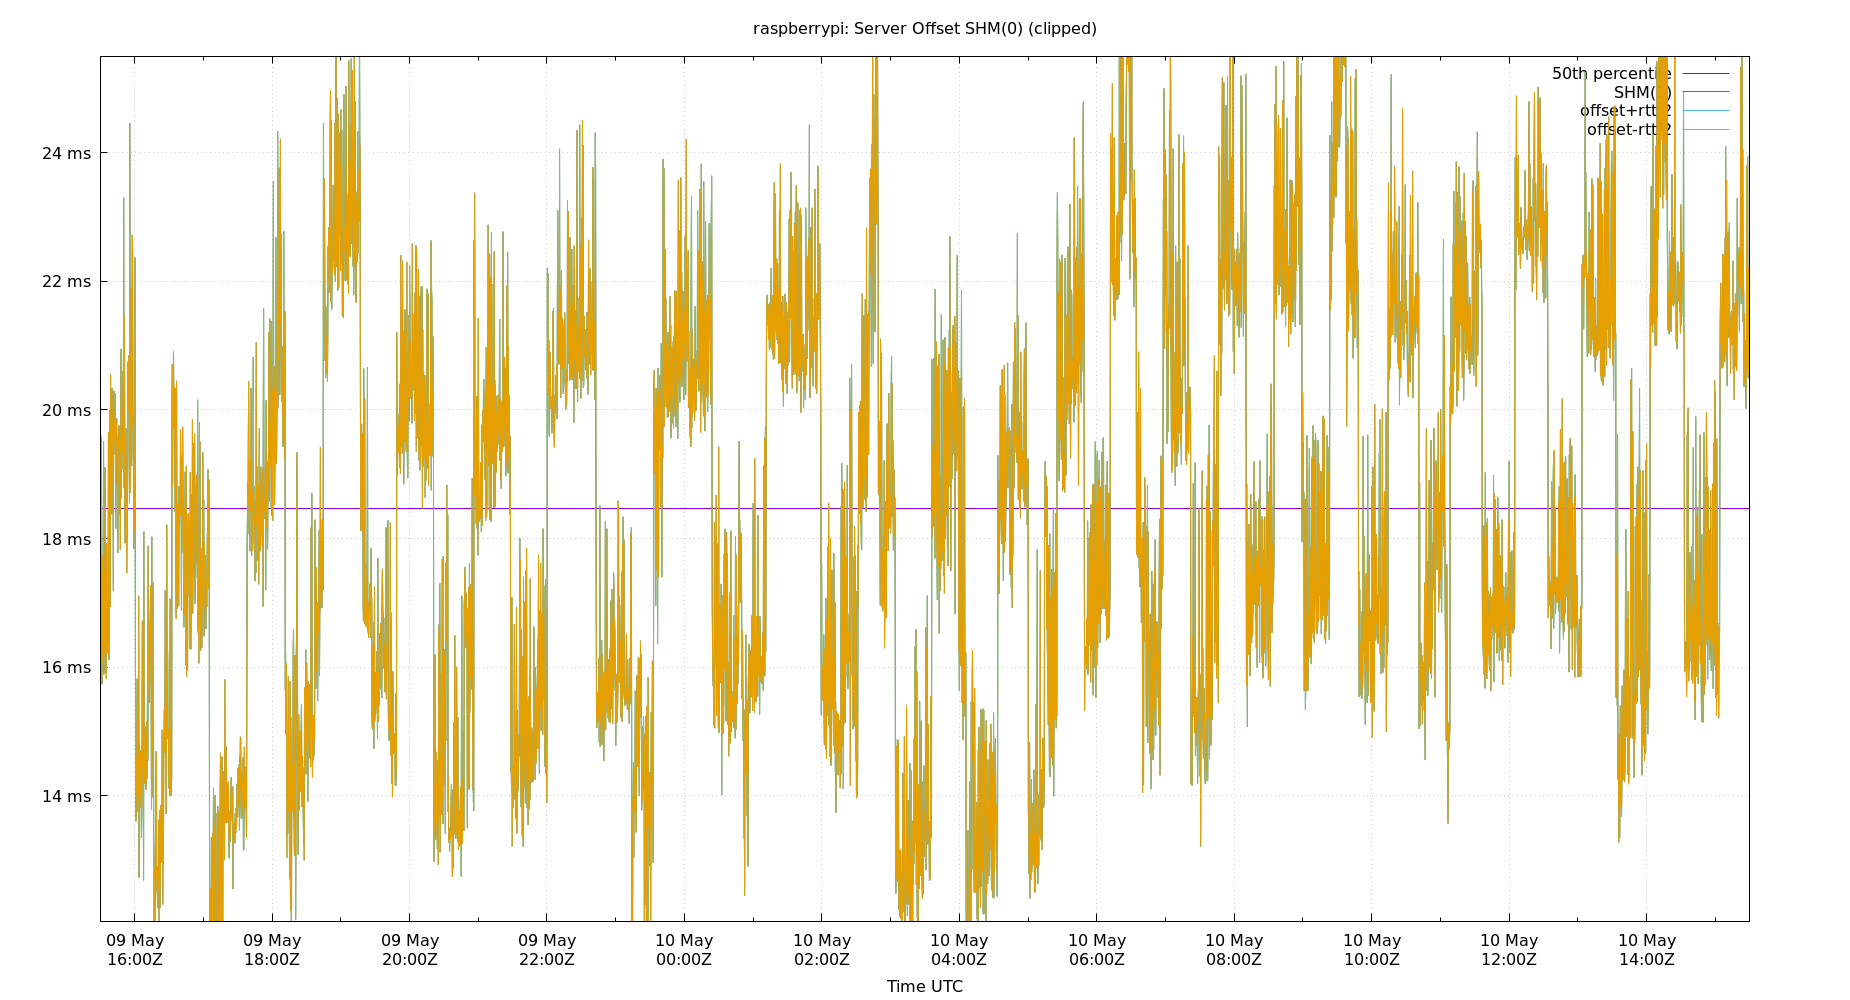 raspberrypi: Server Offset SHM(0) (clipped)
50th percentile
SHM(0)
offset+rtt/2
offset-rtt/2
24 ms
22 ms
20 ms
18 ms
16 ms
14 ms
09 May 09 May 09 May 09 May 10 May 10 May 10 May 10 May 10 May 10 May 10 May 10 May
16:00Z 18:00Z 20:00Z 22:00Z 00:00Z 02:00Z 04:00Z 06:00Z 08:00Z 10:00Z 12:00Z 14:00Z
Time UTC